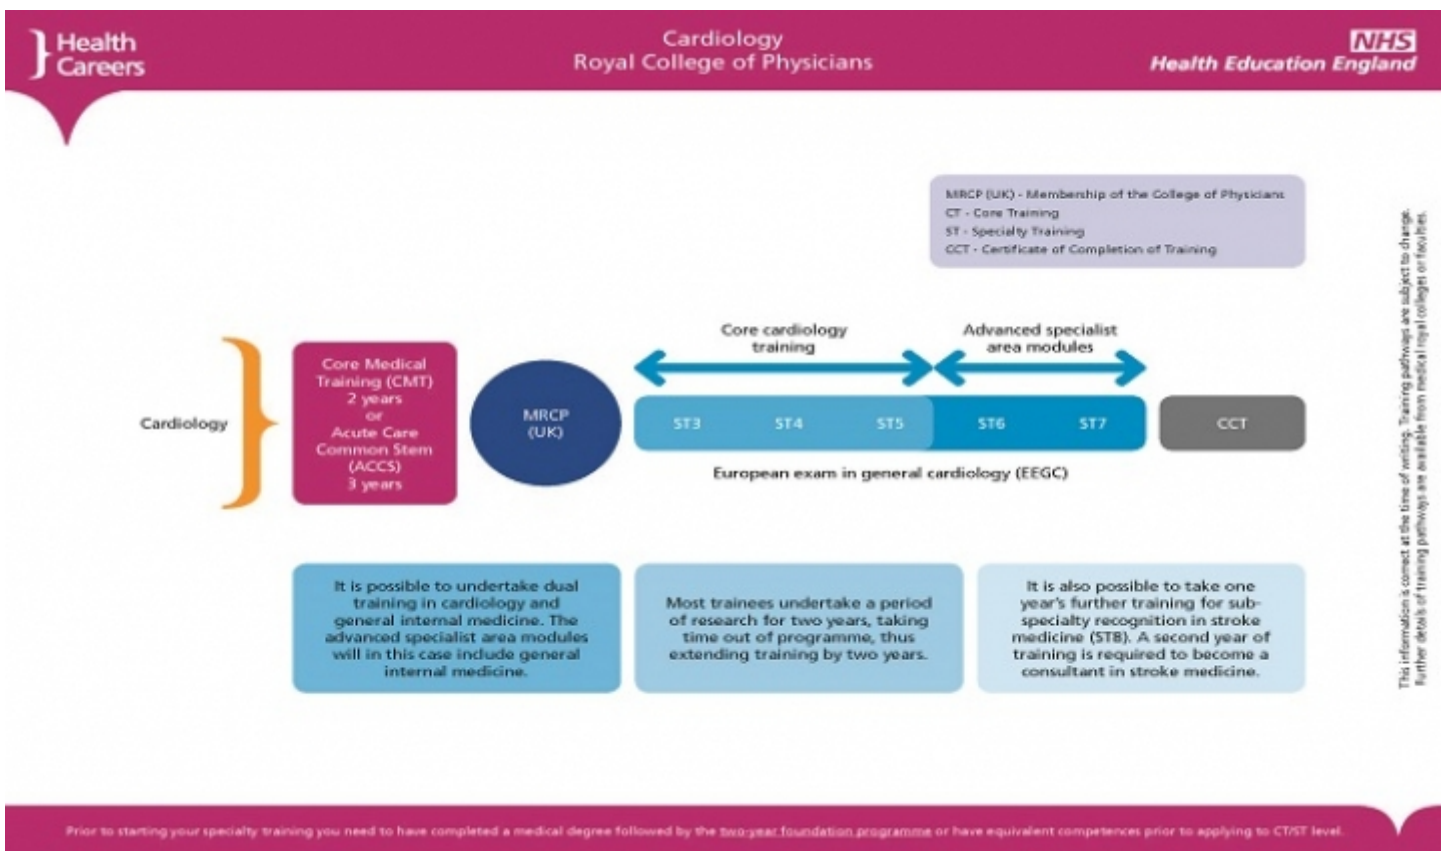 Health
Careers
Cardiology
Royal College of Physicians
NHS
Health Education England
MRCP (UK) - Membership of the College of Physicians
CT - Core Training
ST - Specialty Training
CCT - Certificate of Completion of Training
Core cardiology
training
Advanced specialist
area modules
Cardiology
Core Medical
Training (CMT)
2 years
or
Acute Care
Common Stem
(ACCS)
3 years
MRCP
(UK)
ST3
ST4
ST5
ST6
ST7
CCT
European exam in general cardiology (EEGC)
It is possible to undertake dual
training in cardiology and
general internal medicine. The
advanced specialist area modules
will in this case include general
internal medicine.
Most trainees undertake a period
of research for two years, taking
time out of programme, thus
extending training by two years.
It is also possible to take one
year's further training for sub-
specialty recognition in stroke
medicine (ST8). A second year of
training is required to become a
consultant in stroke medicine.
This information is correct at the time of writing. Training pathways are subject to change.
Further details of training pathways are available from medical royal colleges or faculties.
Prior to starting your specialty training you need to have completed a medical degree followed by the two-year foundation programme or have equivalent competences prior to applying to CT/ST level.